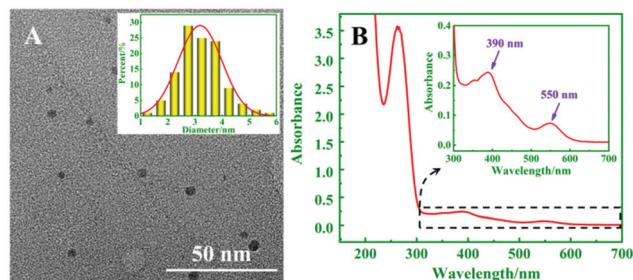 A
30
25
20
15
10
5
0
Percent/%
1 2 3 4 5 6
Diameter/nm
50 nm
B
3.5
3.0
2.5
2.0
1.5
1.0
0.5
0.0
Absorbance
200 300 400 500 600 700
Wavelength/nm
0.4
0.3
0.2
0.1
0.0
Absorbance
390 nm
550 nm
300 400 500 600 700
Wavelength/nm